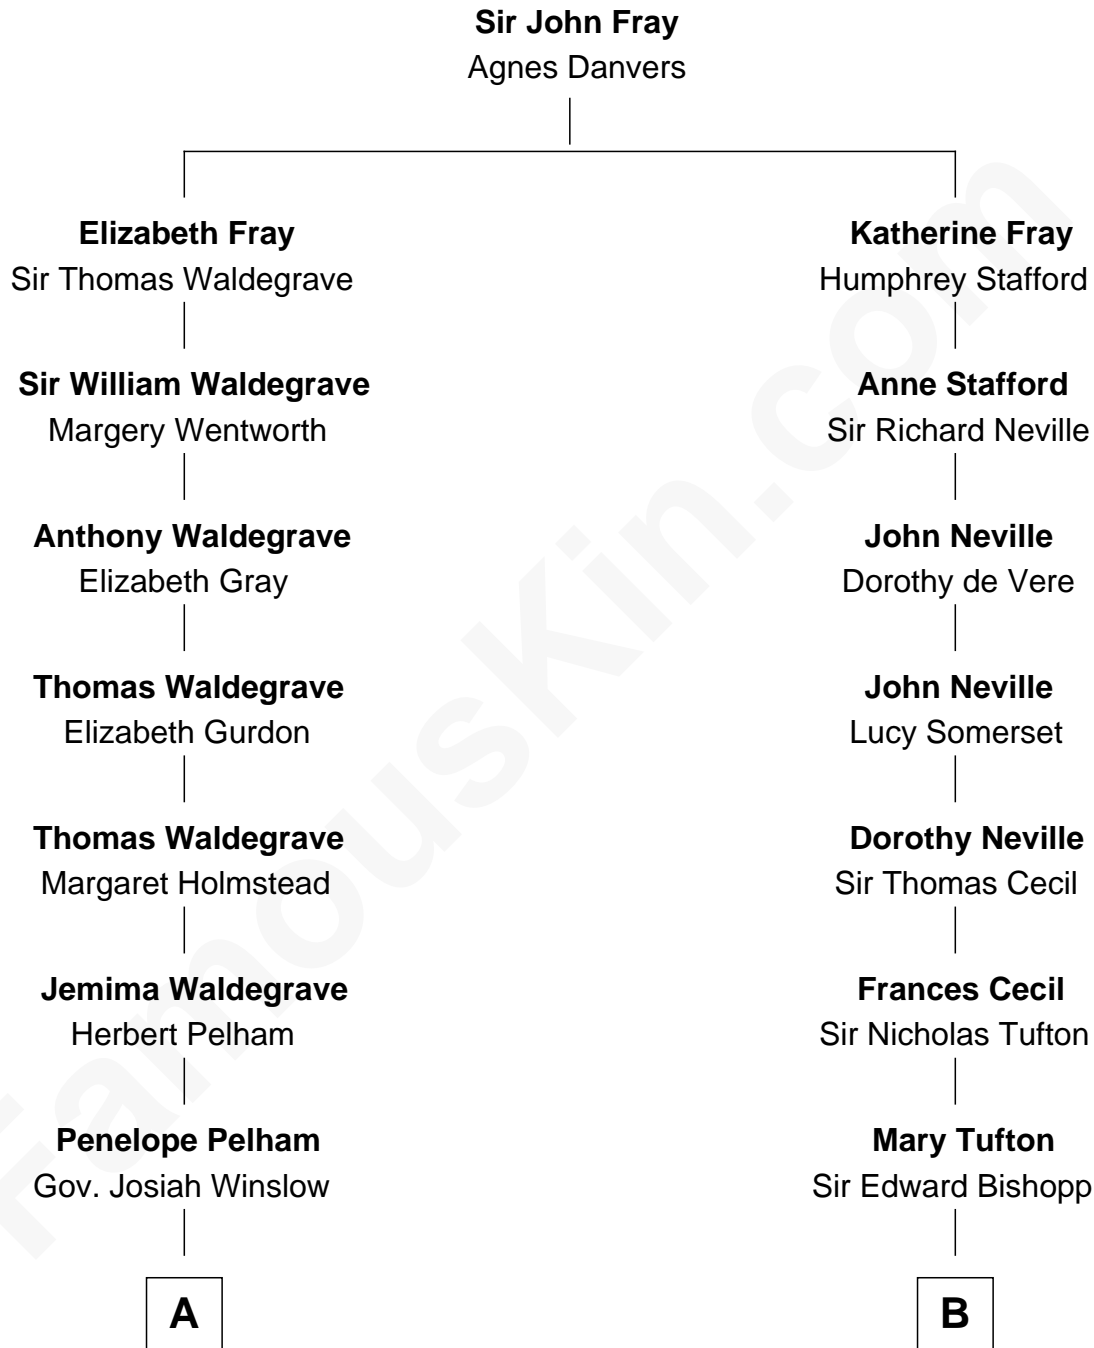 Sir John Fray
Agnes Danvers
Elizabeth Fray
Sir Thomas Waldegrave
Katherine Fray
Humphrey Stafford
Sir William Waldegrave
Margery Wentworth
Anne Stafford
Sir Richard Neville
Anthony Waldegrave
Elizabeth Gray
John Neville
Dorothy de Vere
Thomas Waldegrave
Elizabeth Gurdon
John Neville
Lucy Somerset
Thomas Waldegrave
Margaret Holmstead
Dorothy Neville
Sir Thomas Cecil
Jemima Waldegrave
Herbert Pelham
Frances Cecil
Sir Nicholas Tufton
Penelope Pelham
Gov. Josiah Winslow
Mary Tufton
Sir Edward Bishopp
A
B
FamousKin.com